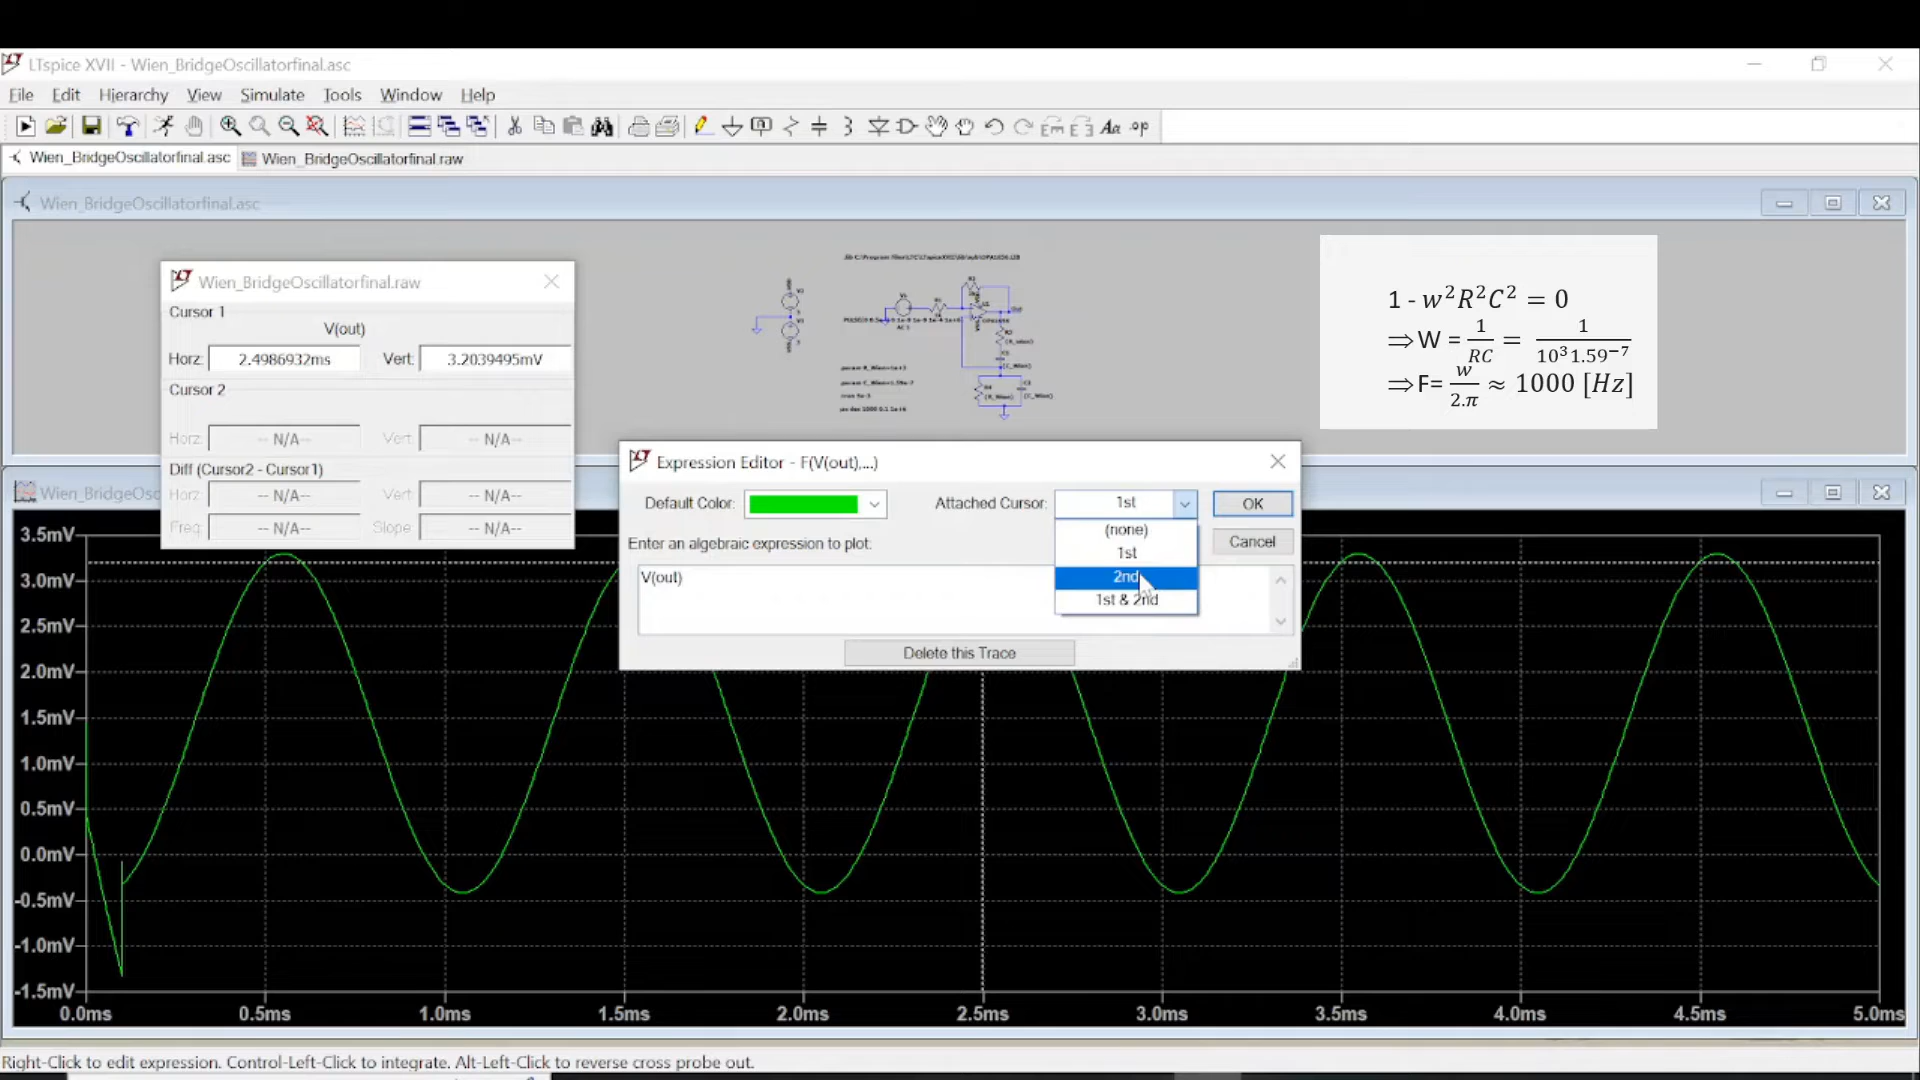 LTspice XVII - Wien_BridgeOscillatorfinal.asc
File Edit Hierarchy View Simulate Tools Window Help
Wien_BridgeOscillatorfinal.asc Wien_BridgeOscillatorfinal.raw
Wien_BridgeOscillatorfinal.asc
Wien_BridgeOscillatorfinal.raw
Cursor 1
V(out)
Horz: 2.4986932ms Vert: 3.2039495mV
Cursor 2
Horz: -- N/A-- Vert: -- N/A--
Diff (Cursor2 - Cursor1)
Horz: -- N/A-- Vert: -- N/A--
Freq: -- N/A-- Slope: -- N/A--
1 - w²R²C² = 0
⇒W = 1/RC = 1/10³1.59⁻⁷
⇒F= w/2.π ≈ 1000 [Hz]
Expression Editor - F(V(out),...)
Default Color: Attached Cursor: 1st OK
(none)
1st
2nd
1st & 2nd
Cancel
Enter an algebraic expression to plot:
V(out)
Delete this Trace
Wien_BridgeOsc
3.5mV
3.0mV
2.5mV
2.0mV
1.5mV
1.0mV
0.5mV
0.0mV
-0.5mV
-1.0mV
-1.5mV
0.0ms 0.5ms 1.0ms 1.5ms 2.0ms 2.5ms 3.0ms 3.5ms 4.0ms 4.5ms 5.0ms
Right-Click to edit expression. Control-Left-Click to integrate. Alt-Left-Click to reverse cross probe out.